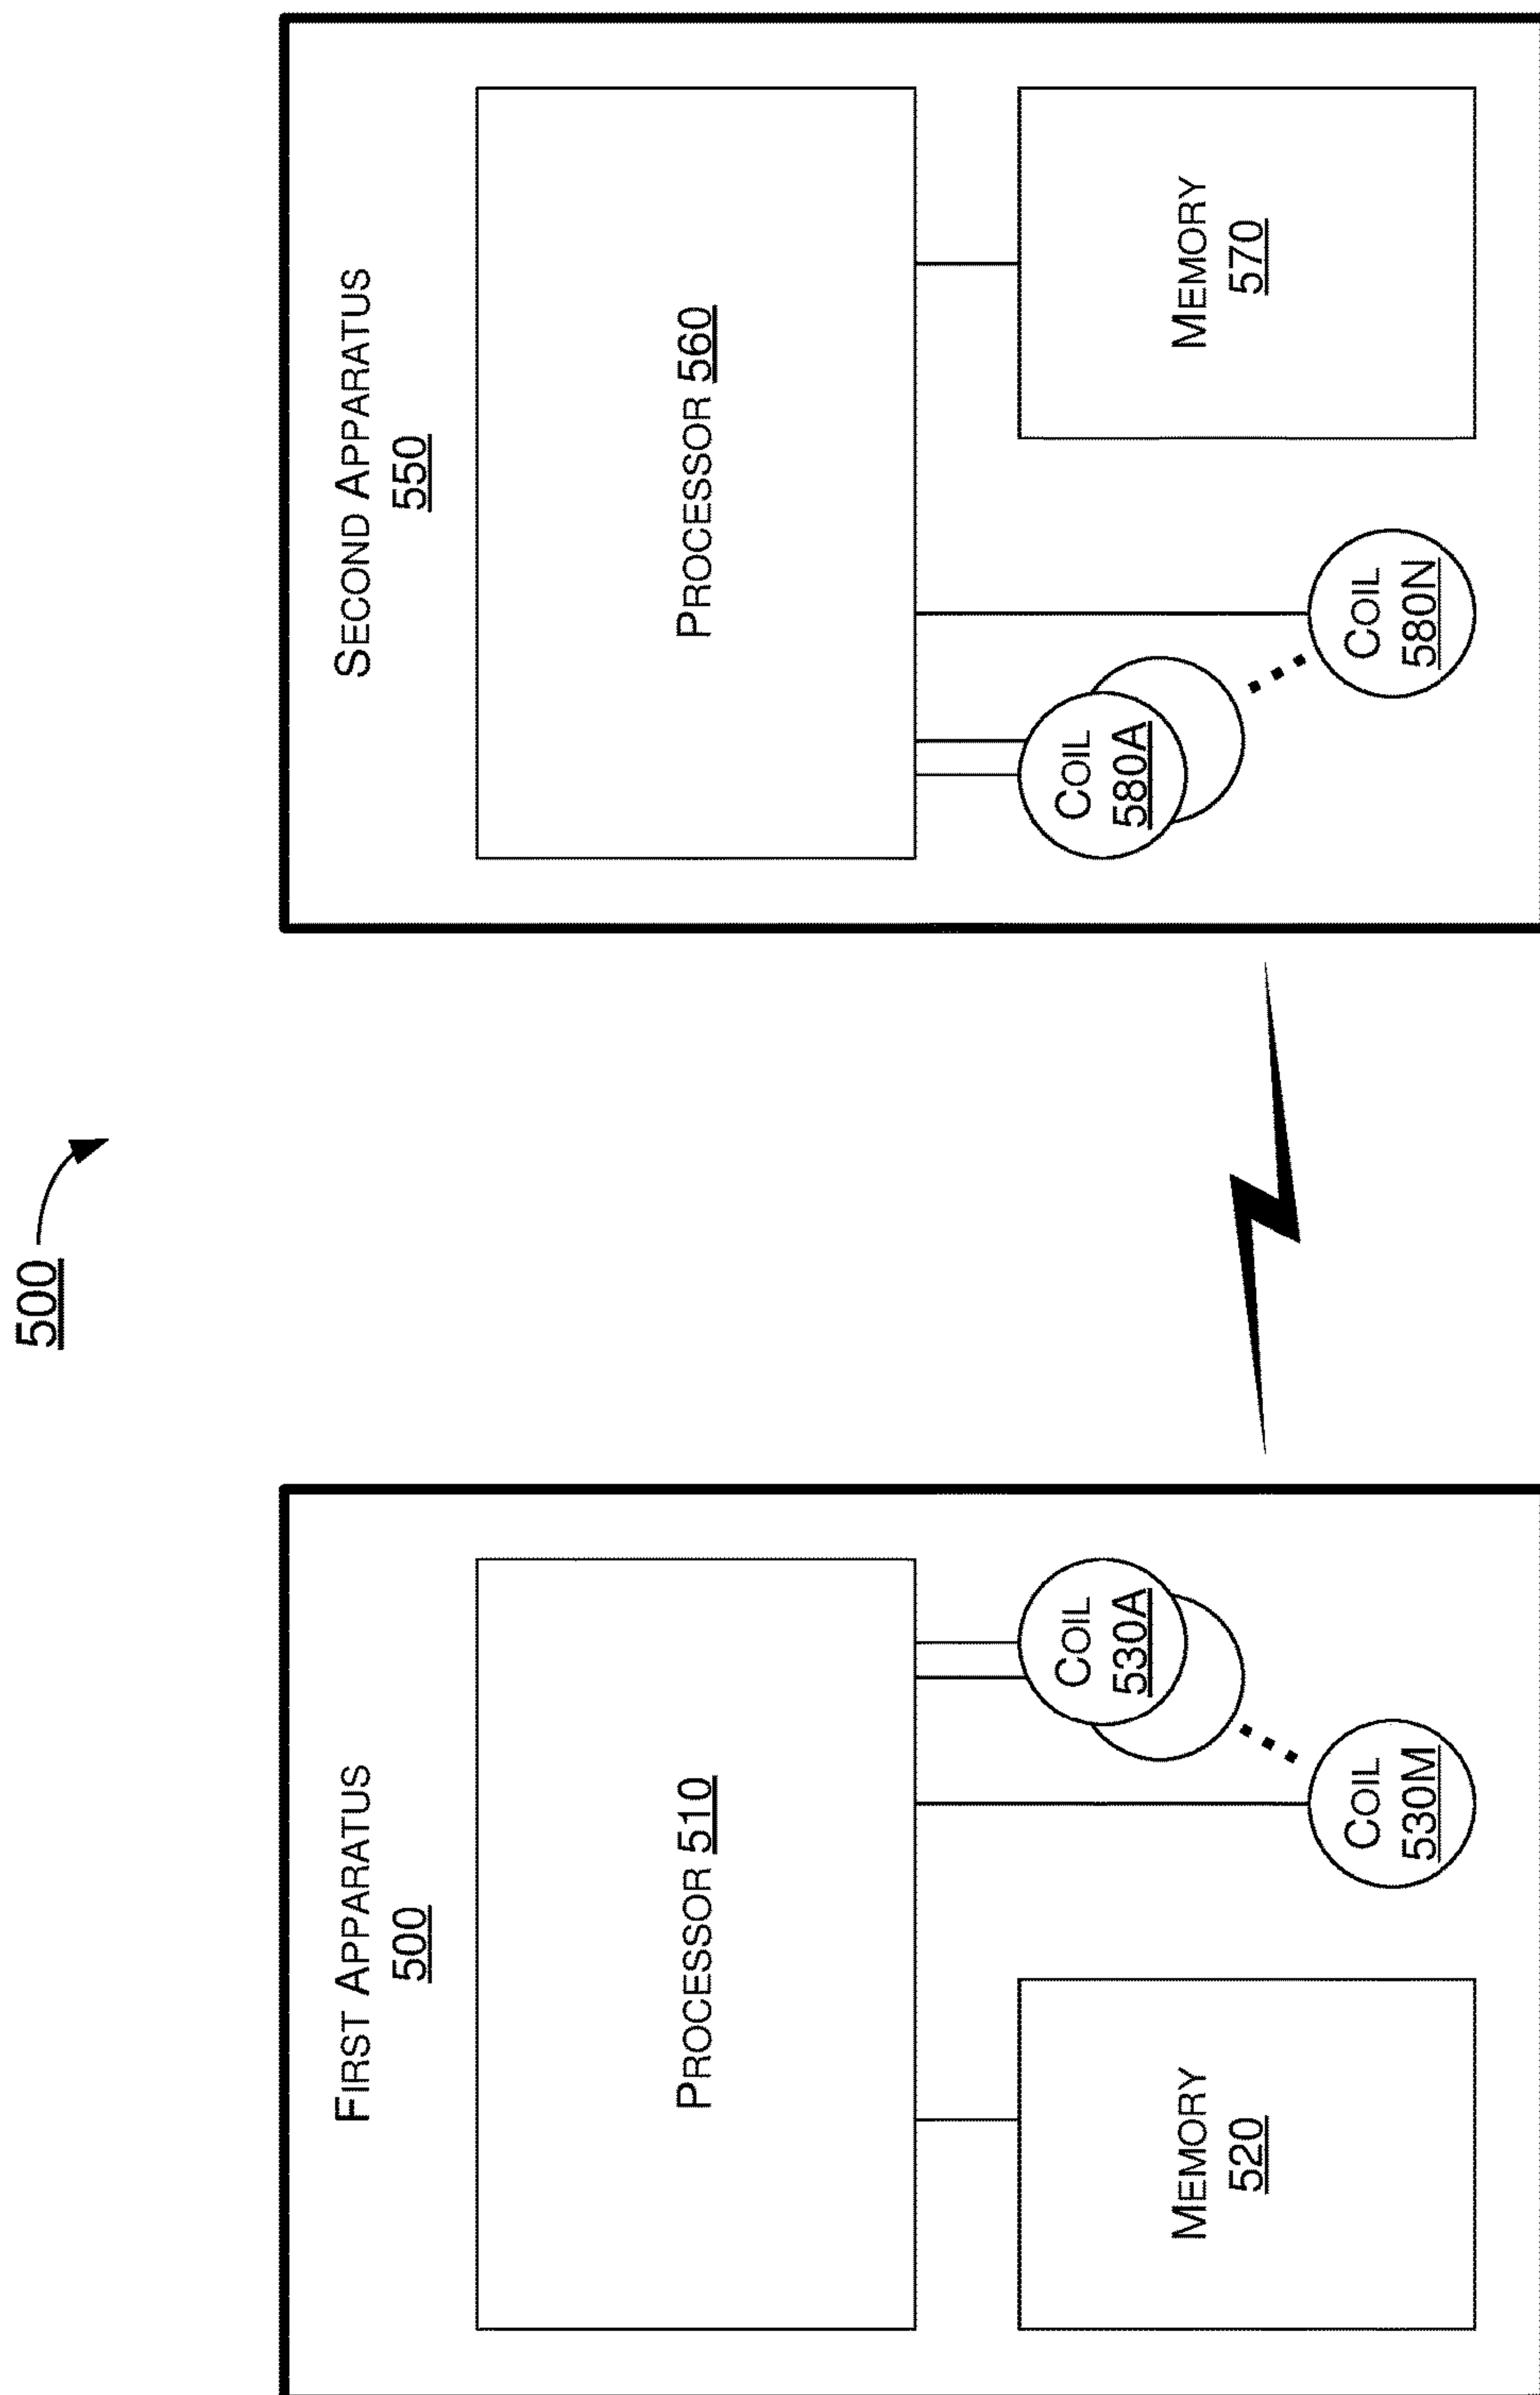 500
FIRST APPARATUS
500
PROCESSOR 510
MEMORY
520
COIL
530A
COIL
530M
SECOND APPARATUS
550
PROCESSOR 560
COIL
580A
COIL
580N
MEMORY
570